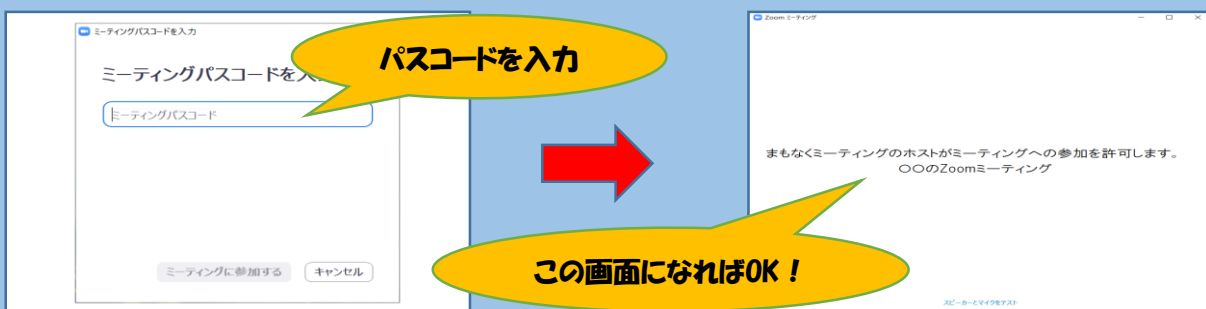 ミーティングパスコードを入力
ミーティングパスコードを
ミーティングパスコード
ミーティングに参加する
キャンセル
パスコードを入力
Zoom ミーティング
まもなくミーティングのホストがミーティングへの参加を許可します。
〇〇のZoomミーティング
スピーカーとマイクをテスト
この画面になればOK!